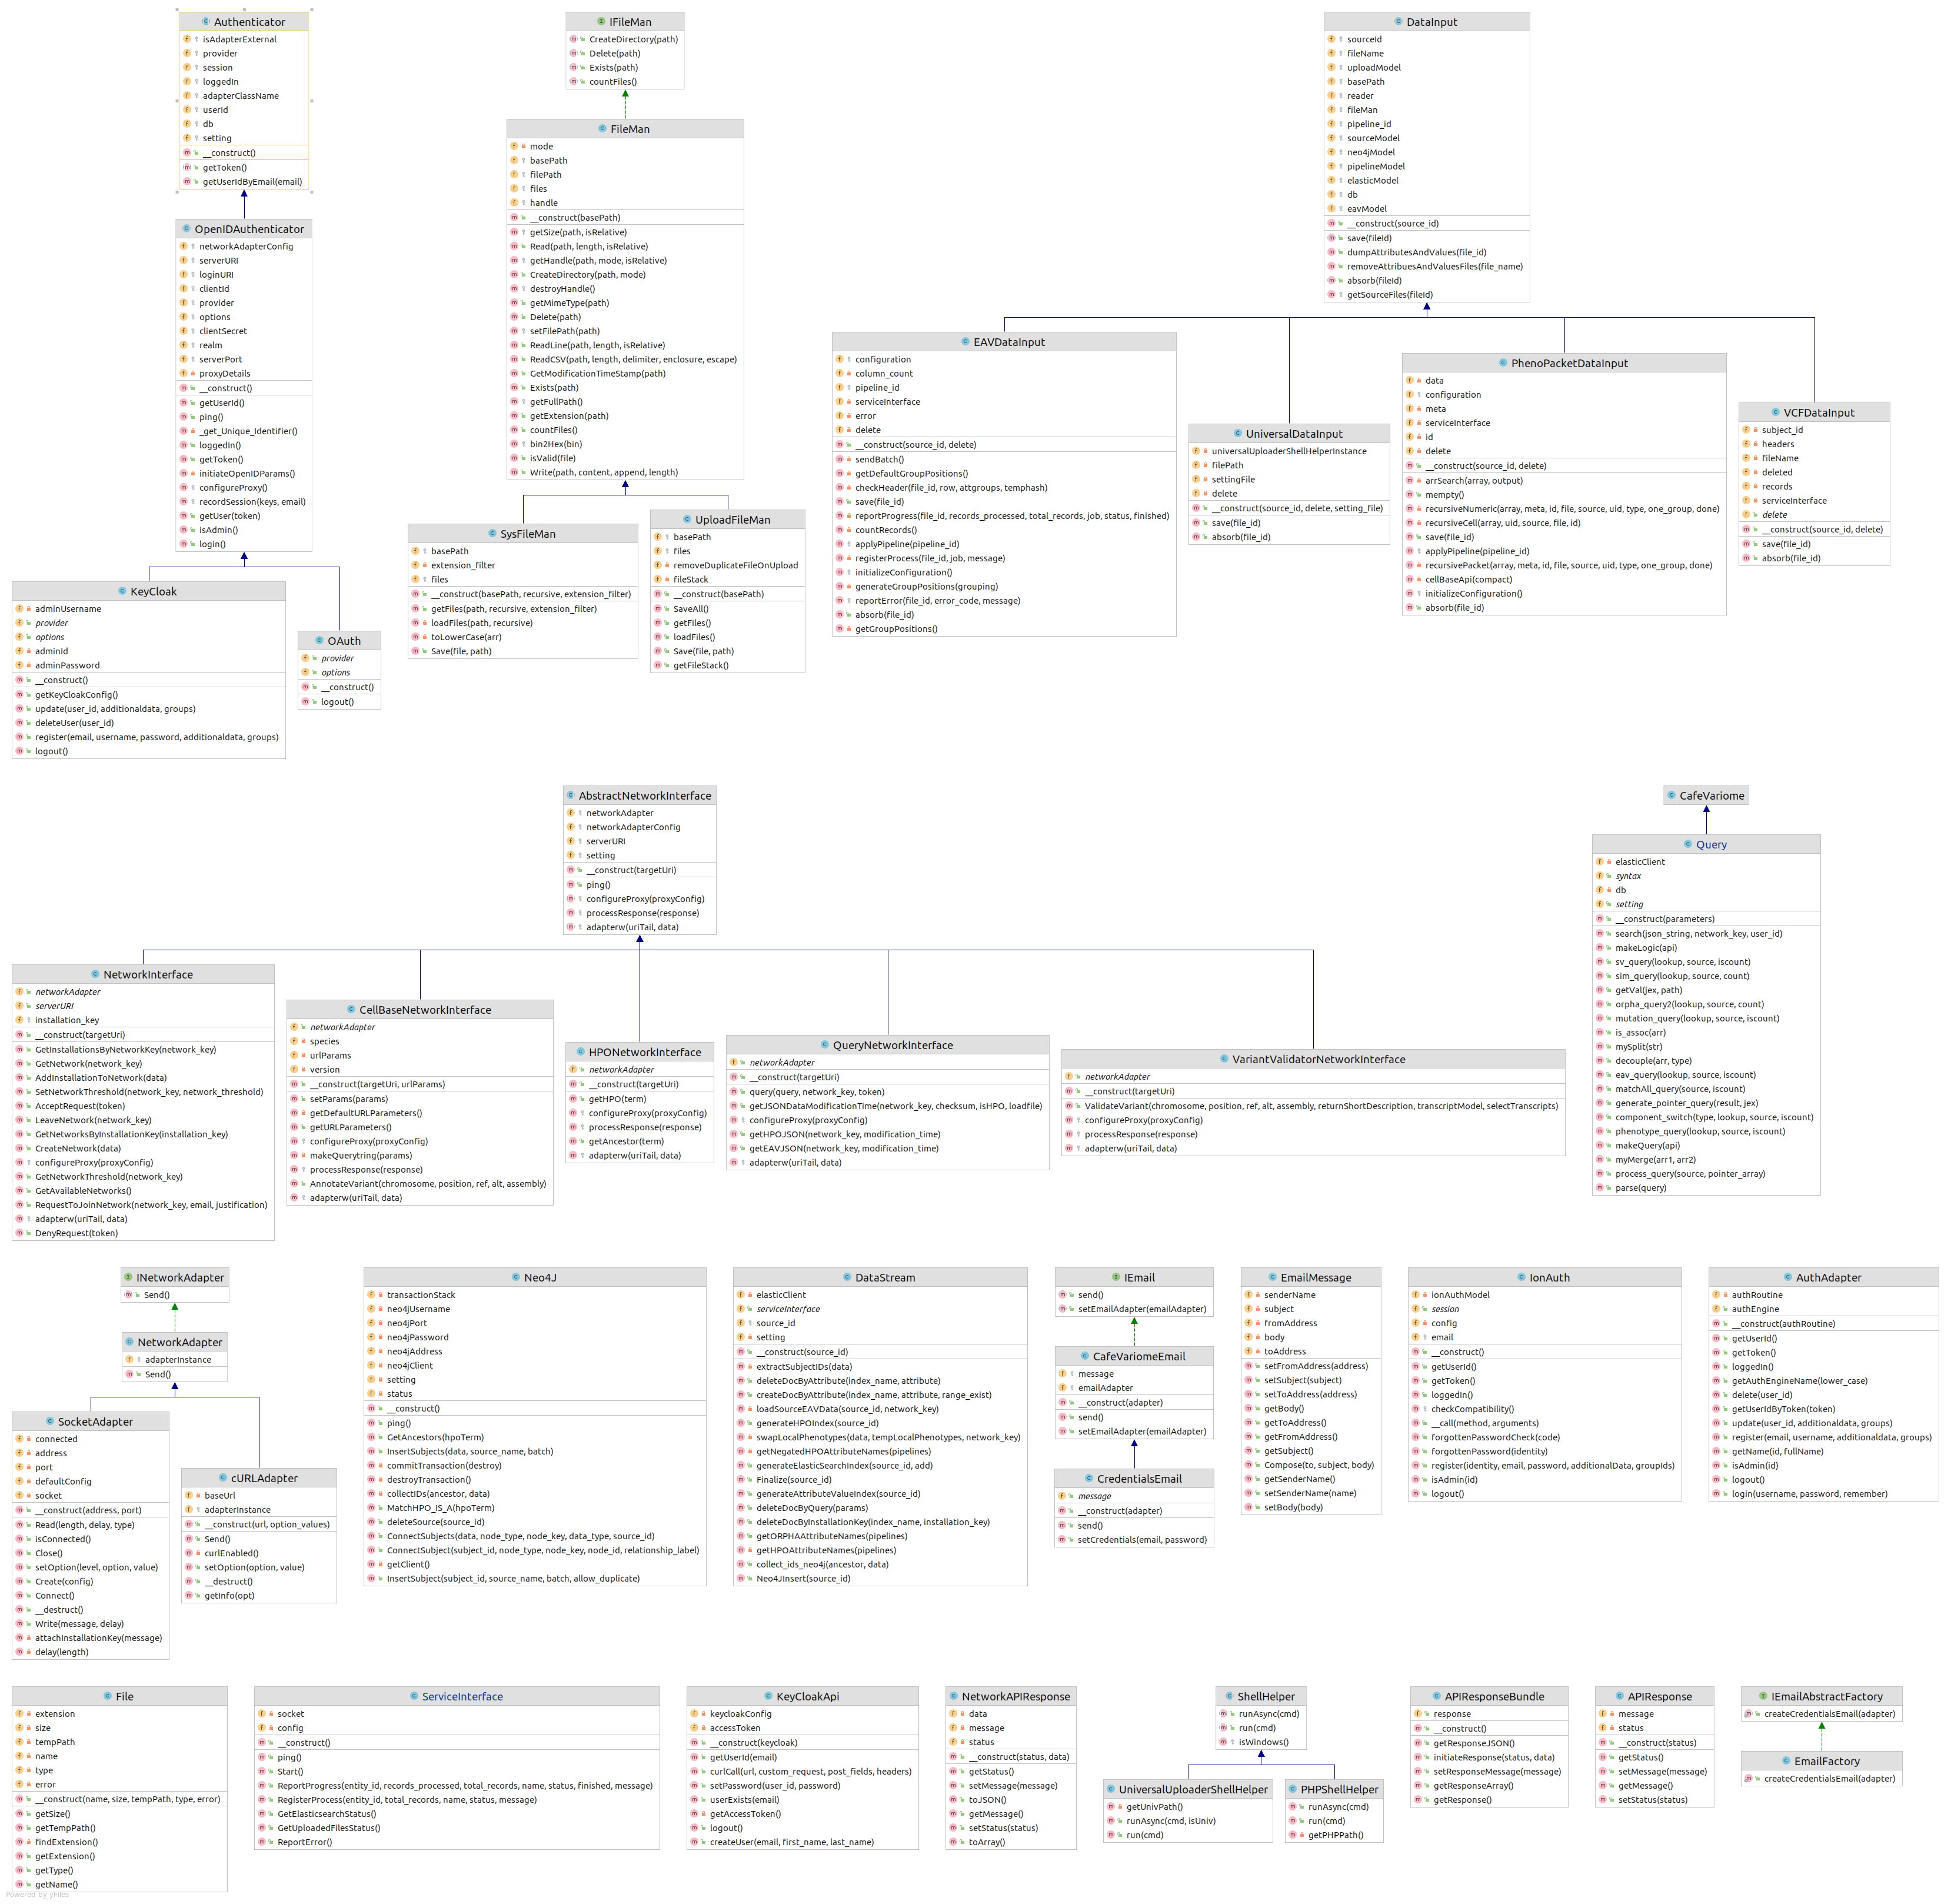 Authenticator
isAdapterExternal
provider
session
loggedIn
adapterClassName
userId
db
setting
__construct()
getToken()
getUserIdByEmail(email)
OpenIDAuthenticator
networkAdapterConfig
serverURI
loginURI
clientId
provider
options
clientSecret
realm
serverPort
proxyDetails
__construct()
getUserId()
ping()
_get_Unique_Identifier()
loggedIn()
getToken()
initiateOpenIDParams()
configureProxy()
recordSession(keys, email)
getUser(token)
isAdmin()
login()
KeyCloak
adminUsername
provider
options
adminId
adminPassword
__construct()
getKeyCloakConfig()
update(user_id, additionaldata, groups)
deleteUser(user_id)
register(email, username, password, additionaldata, groups)
logout()
OAuth
provider
options
__construct()
logout()
IFileMan
CreateDirectory(path)
Delete(path)
Exists(path)
countFiles()
FileMan
mode
basePath
filePath
files
handle
__construct(basePath)
getSize(path, isRelative)
Read(path, length, isRelative)
getHandle(path, mode, isRelative)
CreateDirectory(path, mode)
destroyHandle()
getMimeType(path)
Delete(path)
setFilePath(path)
ReadLine(path, length, isRelative)
ReadCSV(path, length, delimiter, enclosure, escape)
GetModificationTimeStamp(path)
Exists(path)
getFullPath()
getExtension(path)
countFiles()
bin2Hex(bin)
isValid(file)
Write(path, content, append, length)
SysFileMan
basePath
extension_filter
files
__construct(basePath, recursive, extension_filter)
getFiles(path, recursive, extension_filter)
loadFiles(path, recursive)
toLowerCase(arr)
Save(file, path)
UploadFileMan
basePath
files
removeDuplicateFileOnUpload
fileStack
__construct(basePath)
SaveAll()
getFiles()
loadFiles()
Save(file, path)
getFileStack()
DataInput
sourceId
fileName
uploadModel
basePath
reader
fileMan
pipeline_id
sourceModel
neo4jModel
pipelineModel
elasticModel
db
eavModel
__construct(source_id)
save(fileId)
dumpAttributesAndValues(file_id)
removeAttribuesAndValuesFiles(file_name)
absorb(fileId)
getSourceFiles(fileId)
EAVDataInput
configuration
column_count
pipeline_id
serviceInterface
error
delete
__construct(source_id, delete)
sendBatch()
getDefaultGroupPositions()
checkHeader(file_id, row, attgroups, temphash)
save(file_id)
reportProgress(file_id, records_processed, total_records, job, status, finished)
countRecords()
applyPipeline(pipeline_id)
registerProcess(file_id, job, message)
initializeConfiguration()
generateGroupPositions(grouping)
reportError(file_id, error_code, message)
absorb(file_id)
getGroupPositions()
UniversalDataInput
universalUploaderShellHelperInstance
filePath
settingFile
delete
__construct(source_id, delete, setting_file)
save(file_id)
absorb(file_id)
PhenoPacketDataInput
data
configuration
meta
serviceInterface
id
delete
__construct(source_id, delete)
arrSearch(array, output)
mempty()
recursiveNumeric(array, meta, id, file, source, uid, type, one_group, done)
recursiveCell(array, uid, source, file, id)
save(file_id)
applyPipeline(pipeline_id)
recursivePacket(array, meta, id, file, source, uid, type, one_group, done)
cellBaseApi(compact)
initializeConfiguration()
absorb(file_id)
VCFDataInput
subject_id
headers
fileName
deleted
records
serviceInterface
delete
__construct(source_id, delete)
save(file_id)
absorb(file_id)
AbstractNetworkInterface
networkAdapter
networkAdapterConfig
serverURI
setting
__construct(targetUri)
ping()
configureProxy(proxyConfig)
processResponse(response)
adapterw(uriTail, data)
NetworkInterface
networkAdapter
serverURI
installation_key
__construct(targetUri)
GetInstallationsByNetworkKey(network_key)
GetNetwork(network_key)
AddInstallationToNetwork(data)
SetNetworkThreshold(network_key, network_threshold)
AcceptRequest(token)
LeaveNetwork(network_key)
GetNetworksByInstallationKey(installation_key)
CreateNetwork(data)
configureProxy(proxyConfig)
GetNetworkThreshold(network_key)
GetAvailableNetworks()
RequestToJoinNetwork(network_key, email, justification)
adapterw(uriTail, data)
DenyRequest(token)
CellBaseNetworkInterface
networkAdapter
species
urlParams
version
__construct(targetUri, urlParams)
setParams(params)
getDefaultURLParameters()
getURLParameters()
configureProxy(proxyConfig)
makeQuerytring(params)
processResponse(response)
AnnotateVariant(chromosome, position, ref, alt, assembly)
adapterw(uriTail, data)
HPONetworkInterface
networkAdapter
__construct(targetUri)
getHPO(term)
configureProxy(proxyConfig)
processResponse(response)
getAncestor(term)
adapterw(uriTail, data)
QueryNetworkInterface
networkAdapter
__construct(targetUri)
query(query, network_key, token)
getJSONDataModificationTime(network_key, checksum, isHPO, loadfile)
configureProxy(proxyConfig)
getHPOJSON(network_key, modification_time)
getEAVJSON(network_key, modification_time)
adapterw(uriTail, data)
VariantValidatorNetworkInterface
networkAdapter
__construct(targetUri)
ValidateVariant(chromosome, position, ref, alt, assembly, returnShortDescription, transcriptModel, selectTranscripts)
configureProxy(proxyConfig)
processResponse(response)
adapterw(uriTail, data)
CafeVariome
Query
elasticClient
syntax
db
setting
__construct(parameters)
search(json_string, network_key, user_id)
makeLogic(api)
sv_query(lookup, source, iscount)
sim_query(lookup, source, count)
getVal(jex, path)
orpha_query2(lookup, source, count)
mutation_query(lookup, source, iscount)
is_assoc(arr)
mySplit(str)
decouple(arr, type)
eav_query(lookup, source, iscount)
matchAll_query(source, iscount)
generate_pointer_query(result, jex)
component_switch(type, lookup, source, iscount)
phenotype_query(lookup, source, iscount)
makeQuery(api)
myMerge(arr1, arr2)
process_query(source, pointer_array)
parse(query)
INetworkAdapter
Send()
NetworkAdapter
adapterInstance
Send()
SocketAdapter
connected
address
port
defaultConfig
socket
__construct(address, port)
Read(length, delay, type)
isConnected()
Close()
setOption(level, option, value)
Create(config)
Connect()
__destruct()
Write(message, delay)
attachInstallationKey(message)
delay(length)
cURLAdapter
baseUrl
adapterInstance
__construct(url, option_values)
Send()
curlEnabled()
setOption(option, value)
__destruct()
getInfo(opt)
Neo4J
transactionStack
neo4jUsername
neo4jPort
neo4jPassword
neo4jAddress
neo4jClient
setting
status
__construct()
ping()
GetAncestors(hpoTerm)
InsertSubjects(data, source_name, batch)
commitTransaction(destroy)
destroyTransaction()
collectIDs(ancestor, data)
MatchHPO_IS_A(hpoTerm)
deleteSource(source_id)
ConnectSubjects(data, node_type, node_key, data_type, source_id)
ConnectSubject(subject_id, node_type, node_key, node_id, relationship_label)
getClient()
InsertSubject(subject_id, source_name, batch, allow_duplicate)
DataStream
elasticClient
serviceInterface
source_id
setting
__construct(source_id)
extractSubjectIDs(data)
deleteDocByAttribute(index_name, attribute)
createDocByAttribute(index_name, attribute, range_exist)
loadSourceEAVData(source_id, network_key)
generateHPOIndex(source_id)
swapLocalPhenotypes(data, tempLocalPhenotypes, network_key)
getNegatedHPOAttributeNames(pipelines)
generateElasticSearchIndex(source_id, add)
Finalize(source_id)
generateAttributeValueIndex(source_id)
deleteDocByQuery(params)
deleteDocByInstallationKey(index_name, installation_key)
getORPHAAttributeNames(pipelines)
getHPOAttributeNames(pipelines)
collect_ids_neo4j(ancestor, data)
Neo4JInsert(source_id)
IEmail
send()
setEmailAdapter(emailAdapter)
CafeVariomeEmail
message
emailAdapter
__construct(adapter)
send()
setEmailAdapter(emailAdapter)
CredentialsEmail
message
__construct(adapter)
send()
setCredentials(email, password)
EmailMessage
senderName
subject
fromAddress
body
toAddress
setFromAddress(address)
setSubject(subject)
setToAddress(address)
getBody()
getToAddress()
getFromAddress()
getSubject()
Compose(to, subject, body)
getSenderName()
setSenderName(name)
setBody(body)
IonAuth
ionAuthModel
session
config
email
__construct()
getUserId()
getToken()
loggedIn()
checkCompatibility()
__call(method, arguments)
forgottenPasswordCheck(code)
forgottenPassword(identity)
register(identity, email, password, additionalData, groupIds)
isAdmin(id)
logout()
AuthAdapter
authRoutine
authEngine
__construct(authRoutine)
getUserId()
getToken()
loggedIn()
getAuthEngineName(lower_case)
delete(user_id)
getUserIdByToken(token)
update(user_id, additionaldata, groups)
register(email, username, additionaldata, groups)
getName(id, fullName)
isAdmin(id)
logout()
login(username, password, remember)
File
extension
size
tempPath
name
type
error
__construct(name, size, tempPath, type, error)
getSize()
getTempPath()
findExtension()
getExtension()
getType()
getName()
ServiceInterface
socket
config
__construct()
ping()
Start()
ReportProgress(entity_id, records_processed, total_records, name, status, finished, message)
RegisterProcess(entity_id, total_records, name, status, message)
GetElasticsearchStatus()
GetUploadedFilesStatus()
ReportError()
KeyCloakApi
keycloakConfig
accessToken
__construct(keycloak)
getUserId(email)
curlCall(url, custom_request, post_fields, headers)
setPassword(user_id, password)
userExists(email)
getAccessToken()
logout()
createUser(email, first_name, last_name)
NetworkAPIResponse
data
message
status
__construct(status, data)
getStatus()
setMessage(message)
toJSON()
getMessage()
setStatus(status)
toArray()
ShellHelper
runAsync(cmd)
run(cmd)
isWindows()
UniversalUploaderShellHelper
getUnivPath()
runAsync(cmd, isUniv)
run(cmd)
PHPShellHelper
runAsync(cmd)
run(cmd)
getPHPPath()
APIResponseBundle
response
__construct()
getResponseJSON()
initiateResponse(status, data)
setResponseMessage(message)
getResponseArray()
getResponse()
APIResponse
message
status
__construct(status)
getStatus()
setMessage(message)
getMessage()
setStatus(status)
IEmailAbstractFactory
createCredentialsEmail(adapter)
EmailFactory
createCredentialsEmail(adapter)
Powered by yFiles